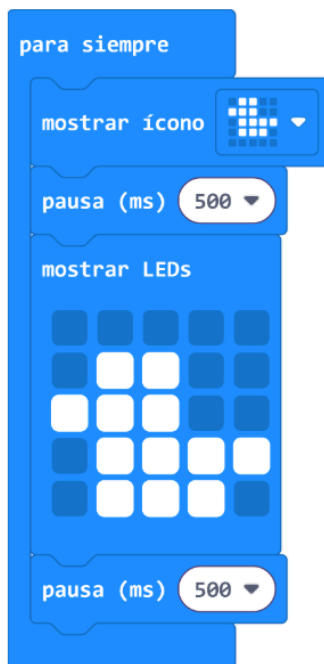 para siempre
mostrar ícono
pausa (ms) 500
mostrar LEDs
pausa (ms) 500